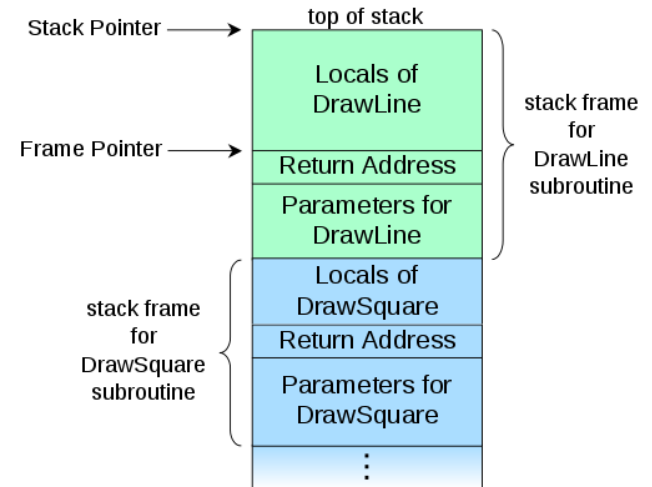 top of stack
Stack Pointer
Locals of
DrawLine
stack frame
for
DrawLine
subroutine
Frame Pointer
Return Address
Parameters for
DrawLine
Locals of
DrawSquare
stack frame
for
DrawSquare
subroutine
Return Address
Parameters for
DrawSquare
⋮